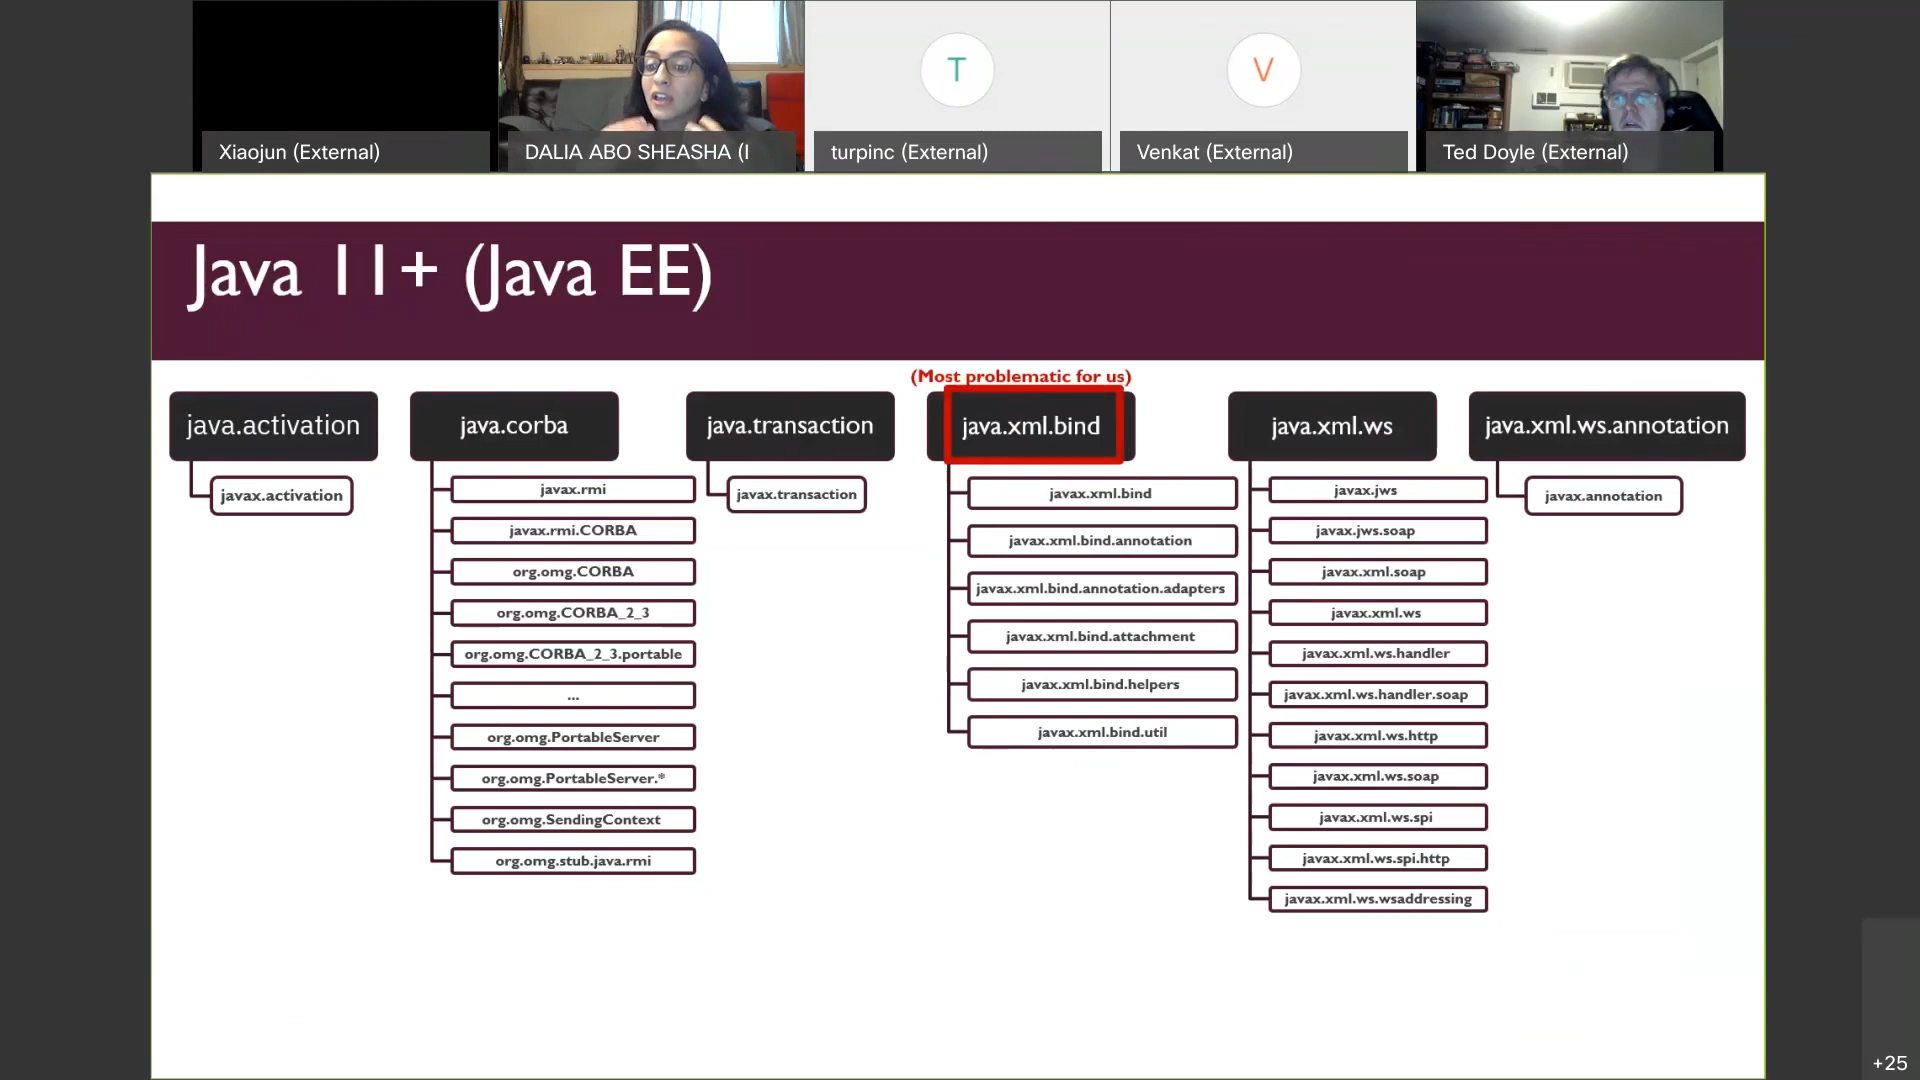 T
V
Xiaojun (External)
DALIA ABO SHEASHA (I
turpinc (External)
Venkat (External)
Ted Doyle (External)
Java 11+ (Java EE)
(Most problematic for us)
java.activation
javax.activation
java.corba
javax.rmi
javax.rmi.CORBA
org.omg.CORBA
org.omg.CORBA_2_3
org.omg.CORBA_2_3.portable
...
org.omg.PortableServer
org.omg.PortableServer.*
org.omg.SendingContext
org.omg.stub.java.rmi
java.transaction
javax.transaction
java.xml.bind
javax.xml.bind
javax.xml.bind.annotation
javax.xml.bind.annotation.adapters
javax.xml.bind.attachment
javax.xml.bind.helpers
javax.xml.bind.util
java.xml.ws
javax.jws
javax.jws.soap
javax.xml.soap
javax.xml.ws
javax.xml.ws.handler
javax.xml.ws.handler.soap
javax.xml.ws.http
javax.xml.ws.soap
javax.xml.ws.spi
javax.xml.ws.spi.http
javax.xml.ws.wsaddressing
java.xml.ws.annotation
javax.annotation
+25